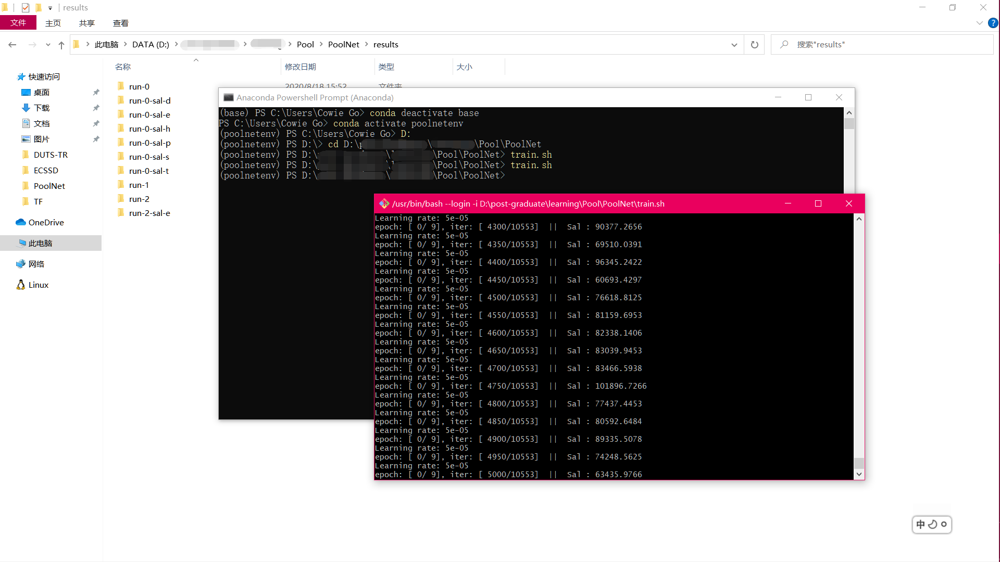 results
文件 主页 共享 查看
此电脑 DATA (D:) Pool PoolNet results 搜索"results"
名称 修改日期 类型 大小
快速访问
桌面
下载
文档
图片
DUTS-TR
ECSSD
PoolNet
TF
OneDrive
此电脑
网络
Linux
run-0 2020/8/18 15:52 文件夹
run-0-sal-d
run-0-sal-e
run-0-sal-h
run-0-sal-p
run-0-sal-s
run-0-sal-t
run-1
run-2
run-2-sal-e
Anaconda Powershell Prompt (Anaconda)
(base) PS C:\Users\Cowie Go> conda deactivate base
PS C:\Users\Cowie Go> conda activate poolnetenv
(poolnetenv) PS C:\Users\Cowie Go> D:
(poolnetenv) PS D:\> cd D:\p \ \Pool\PoolNet
(poolnetenv) PS D:\ \ \Pool\PoolNet> train.sh
(poolnetenv) PS D:\ \ \Pool\PoolNet> train.sh
(poolnetenv) PS D:\ \ \Pool\PoolNet>
/usr/bin/bash --login -i D:\post-graduate\learning\Pool\PoolNet\train.sh
Learning rate: 5e-05
epoch: [ 0/ 9], iter: [ 4300/10553] || Sal : 90377.2656
Learning rate: 5e-05
epoch: [ 0/ 9], iter: [ 4350/10553] || Sal : 69510.0391
Learning rate: 5e-05
epoch: [ 0/ 9], iter: [ 4400/10553] || Sal : 96345.2422
Learning rate: 5e-05
epoch: [ 0/ 9], iter: [ 4450/10553] || Sal : 60693.4297
Learning rate: 5e-05
epoch: [ 0/ 9], iter: [ 4500/10553] || Sal : 76618.8125
Learning rate: 5e-05
epoch: [ 0/ 9], iter: [ 4550/10553] || Sal : 81159.6953
Learning rate: 5e-05
epoch: [ 0/ 9], iter: [ 4600/10553] || Sal : 82338.1406
Learning rate: 5e-05
epoch: [ 0/ 9], iter: [ 4650/10553] || Sal : 83039.9453
Learning rate: 5e-05
epoch: [ 0/ 9], iter: [ 4700/10553] || Sal : 83466.5938
Learning rate: 5e-05
epoch: [ 0/ 9], iter: [ 4750/10553] || Sal : 101896.7266
Learning rate: 5e-05
epoch: [ 0/ 9], iter: [ 4800/10553] || Sal : 77437.4453
Learning rate: 5e-05
epoch: [ 0/ 9], iter: [ 4850/10553] || Sal : 80592.6484
Learning rate: 5e-05
epoch: [ 0/ 9], iter: [ 4900/10553] || Sal : 89335.5078
Learning rate: 5e-05
epoch: [ 0/ 9], iter: [ 4950/10553] || Sal : 74248.5625
Learning rate: 5e-05
epoch: [ 0/ 9], iter: [ 5000/10553] || Sal : 63435.9766
中